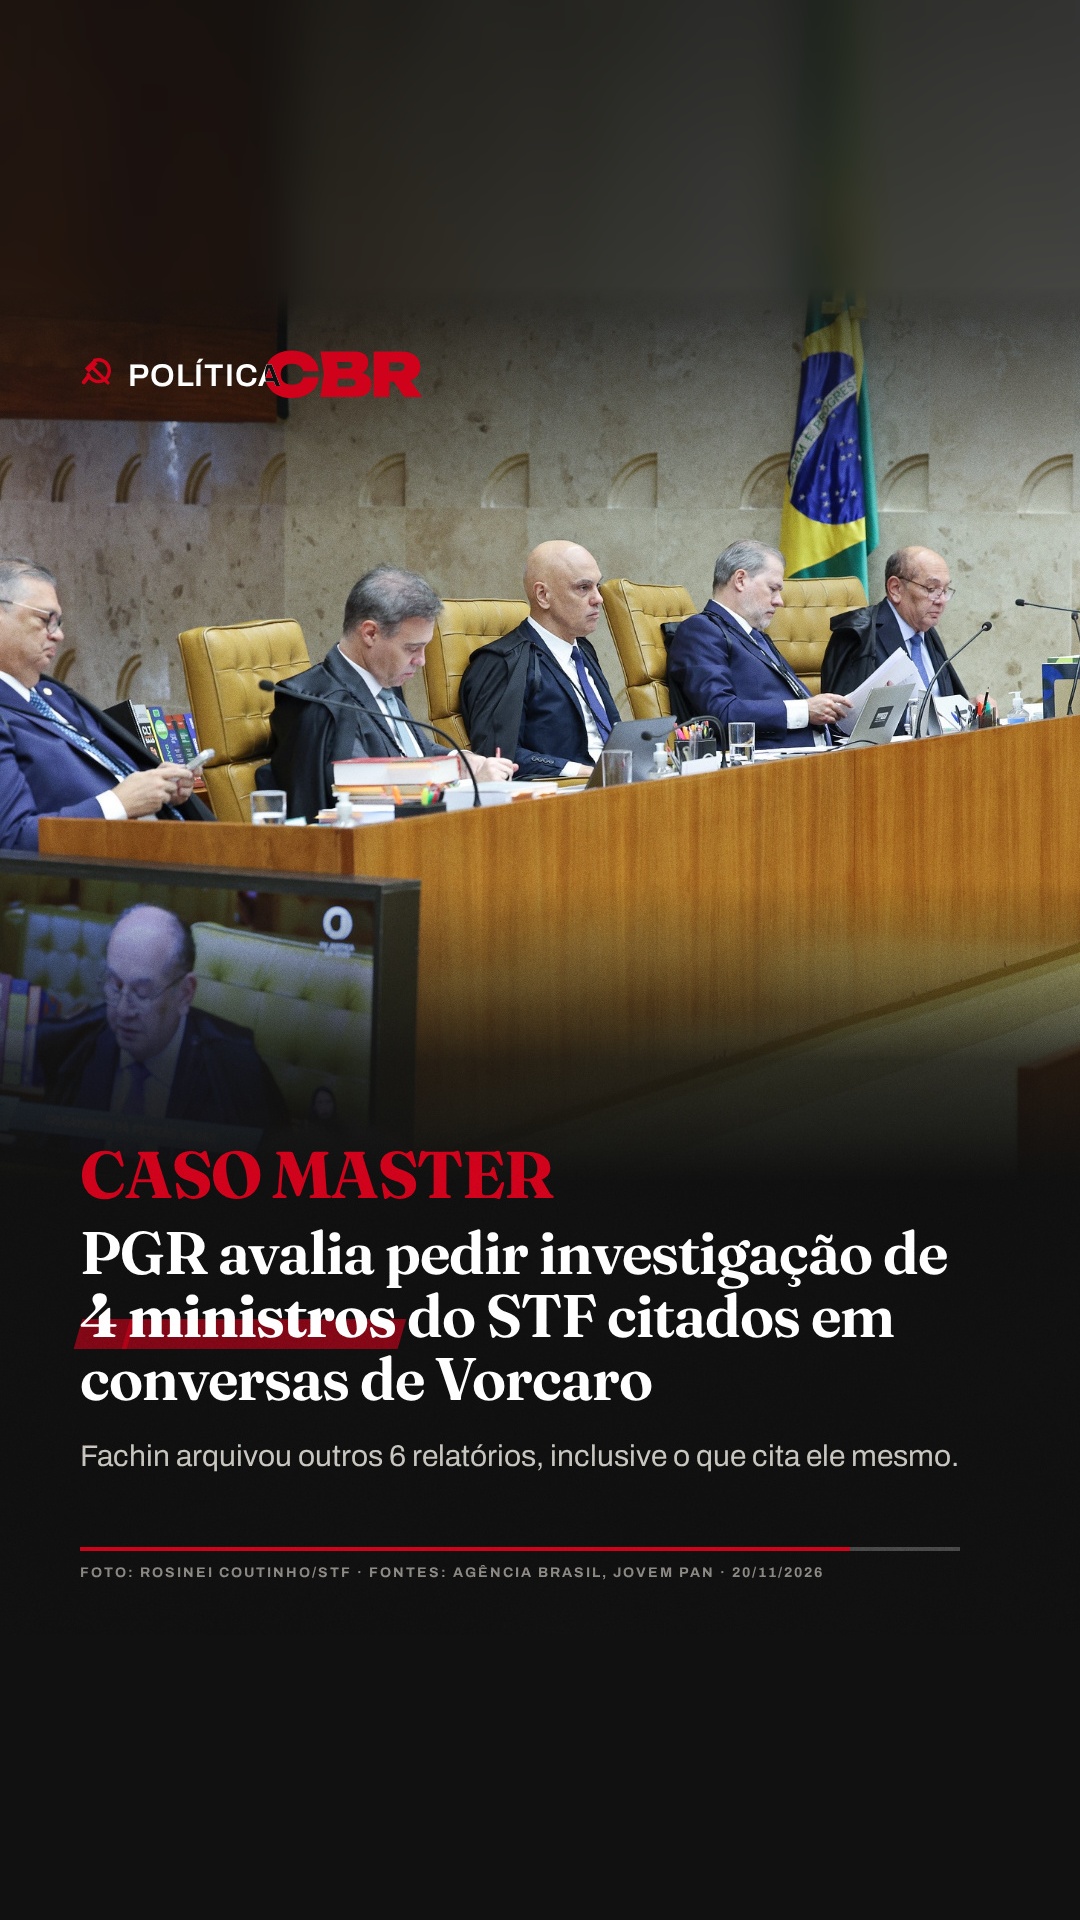 POLÍTICA CBR
CASO MASTER
PGR avalia pedir investigação de
4 ministros do STF citados em
conversas de Vorcaro
Fachin arquivou outros 6 relatórios, inclusive o que cita ele mesmo.
FOTO: ROSINEI COUTINHO/STF · FONTES: AGÊNCIA BRASIL, JOVEM PAN · 20/11/2026